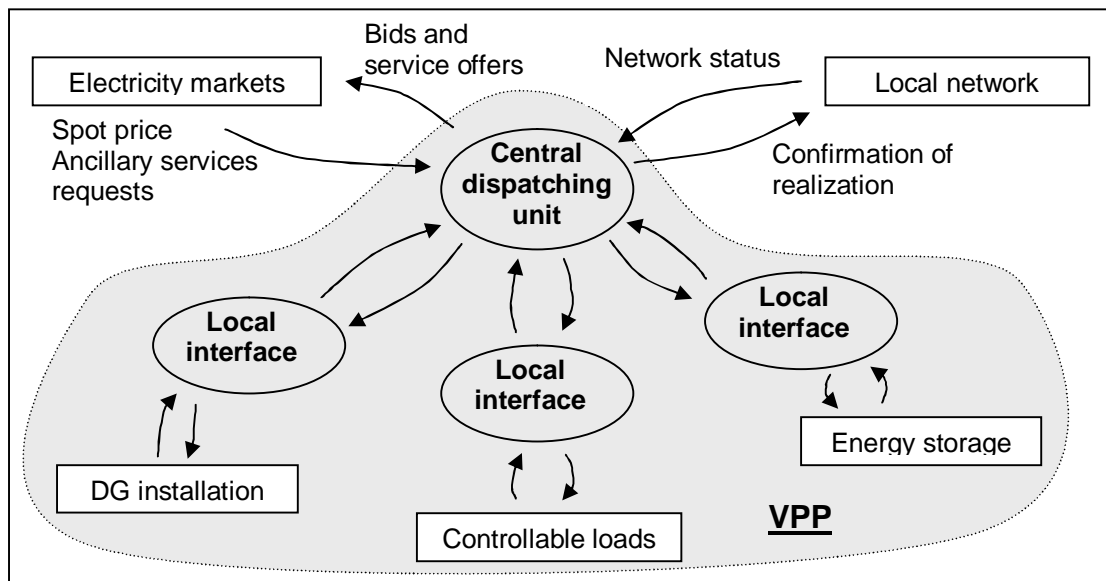 Bids and
service offers
Electricity markets
Network status
Local network
Spot price
Ancillary services
requests
Central
dispatching
unit
Confirmation of
realization
Local
interface
Local
interface
Local
interface
DG installation
Controllable loads
Energy storage
VPP